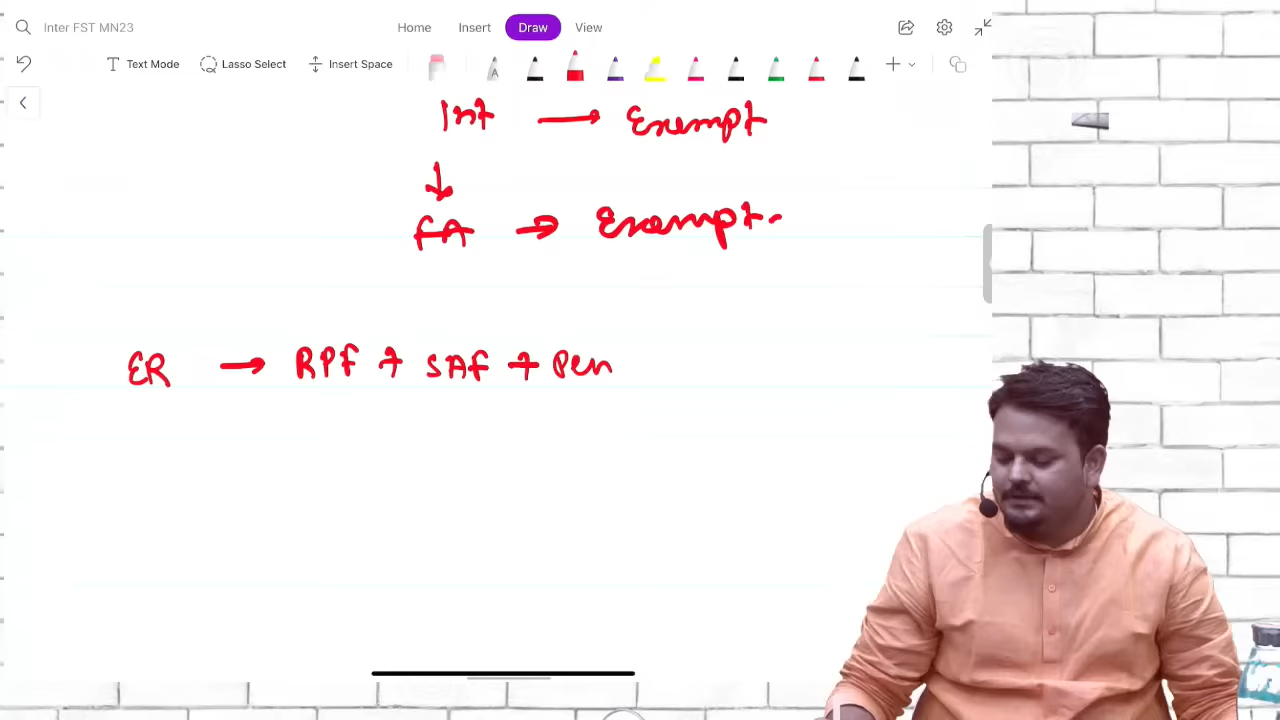 Inter FST MN23
Home Insert Draw View
Text Mode Lasso Select Insert Space
Int → Exempt
↓
FA → Exempt.
ER → RPF + SAF + Pen